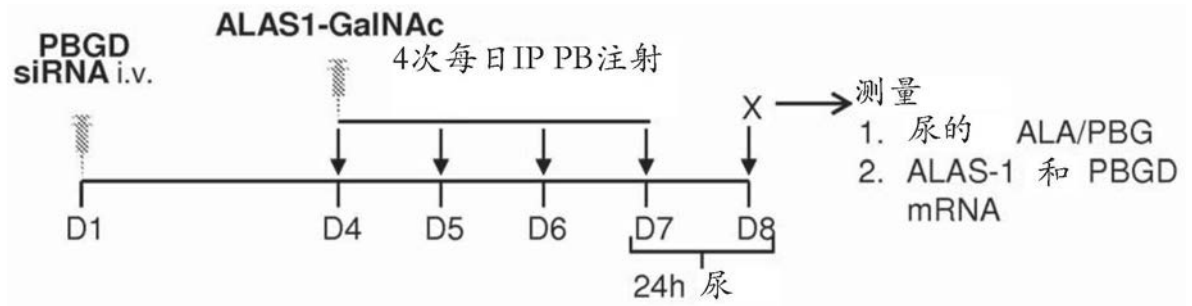 PBGD
siRNA i.v.
ALAS1-GalNAc
4次每日IP PB注射
X
测量
1. 尿的 ALA/PBG
2. ALAS-1 和 PBGD
mRNA
D1
D4
D5
D6
D7
D8
24h 尿